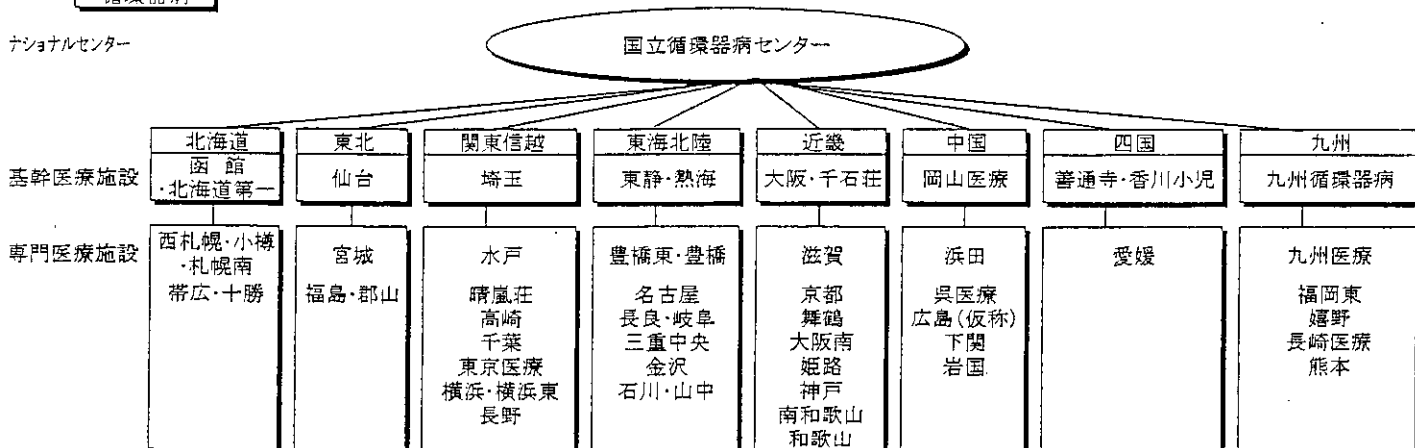 循環器病
ナショナルセンター
国立循環器病センター
北海道
東北
関東信越
東海北陸
近畿
中国
四国
九州
基幹医療施設
函館
・北海道第一
仙台
埼玉
東静・熱海
大阪・千石荘
岡山医療
善通寺・香川小児
九州循環器病
専門医療施設
西札幌・小樽
・札幌南
帯広・十勝
宮城
福島・郡山
水戸
晴嵐荘
高崎
千葉
東京医療
横浜・横浜東
長野
豊橋東・豊橋
名古屋
長良・岐阜
三重中央
金沢
石川・山中
滋賀
京都
舞鶴
大阪南
姫路
神戸
南和歌山
和歌山
浜田
呉医療
広島(仮称)
下関
岩国
愛媛
九州医療
福岡東
嬉野
長崎医療
熊本